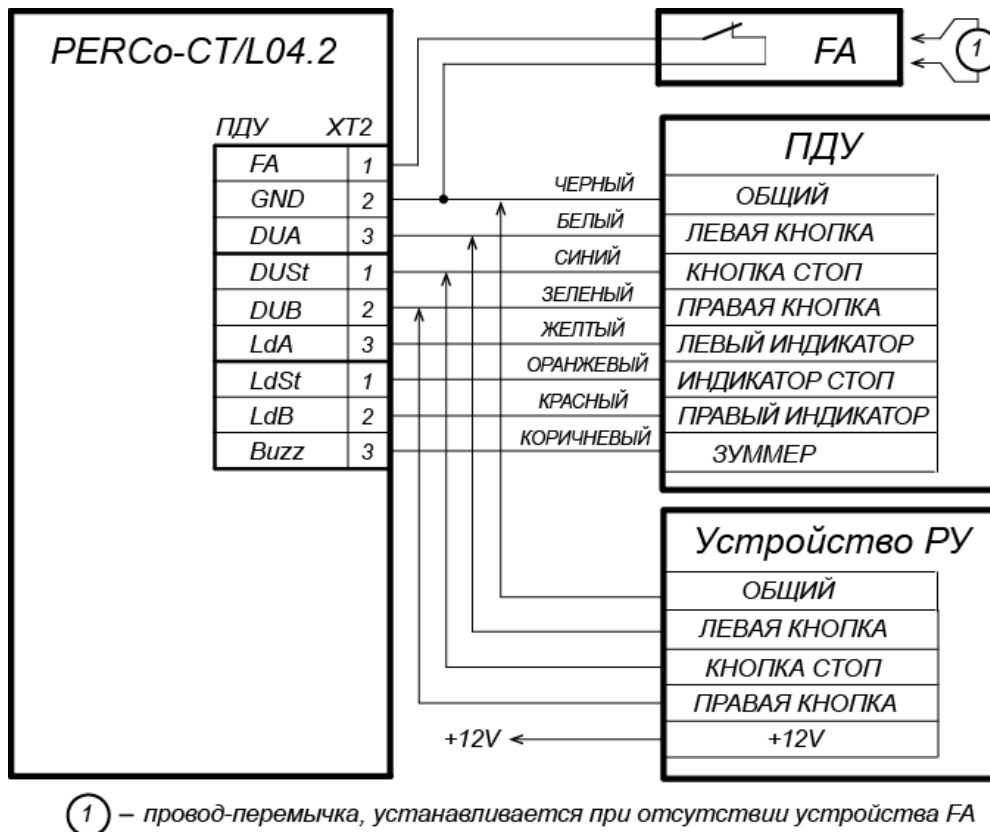 PERCo-CT/L04.2
FA
1
ПДУ XT2
FA 1
GND 2
DUA 3
DUSt 1
DUB 2
LdA 3
LdSt 1
LdB 2
Buzz 3
ЧЕРНЫЙ
БЕЛЫЙ
СИНИЙ
ЗЕЛЕНЫЙ
ЖЕЛТЫЙ
ОРАНЖЕВЫЙ
КРАСНЫЙ
КОРИЧНЕВЫЙ
ПДУ
ОБЩИЙ
ЛЕВАЯ КНОПКА
КНОПКА СТОП
ПРАВАЯ КНОПКА
ЛЕВЫЙ ИНДИКАТОР
ИНДИКАТОР СТОП
ПРАВЫЙ ИНДИКАТОР
ЗУММЕР
Устройство РУ
ОБЩИЙ
ЛЕВАЯ КНОПКА
КНОПКА СТОП
ПРАВАЯ КНОПКА
+12V +12V
1 – провод-перемычка, устанавливается при отсутствии устройства FA